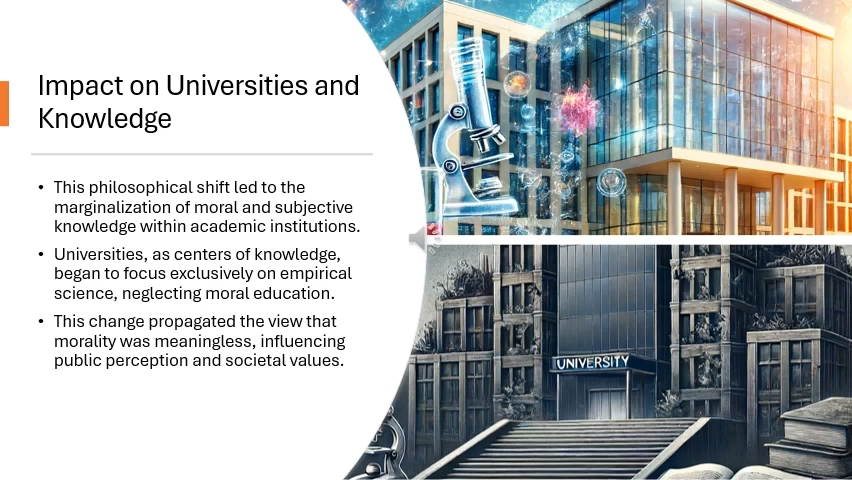 Impact on Universities and
Knowledge
• This philosophical shift led to the
marginalization of moral and subjective
knowledge within academic institutions.
• Universities, as centers of knowledge,
began to focus exclusively on empirical
science, neglecting moral education.
• This change propagated the view that
morality was meaningless, influencing
public perception and societal values.
UNIVERSITY